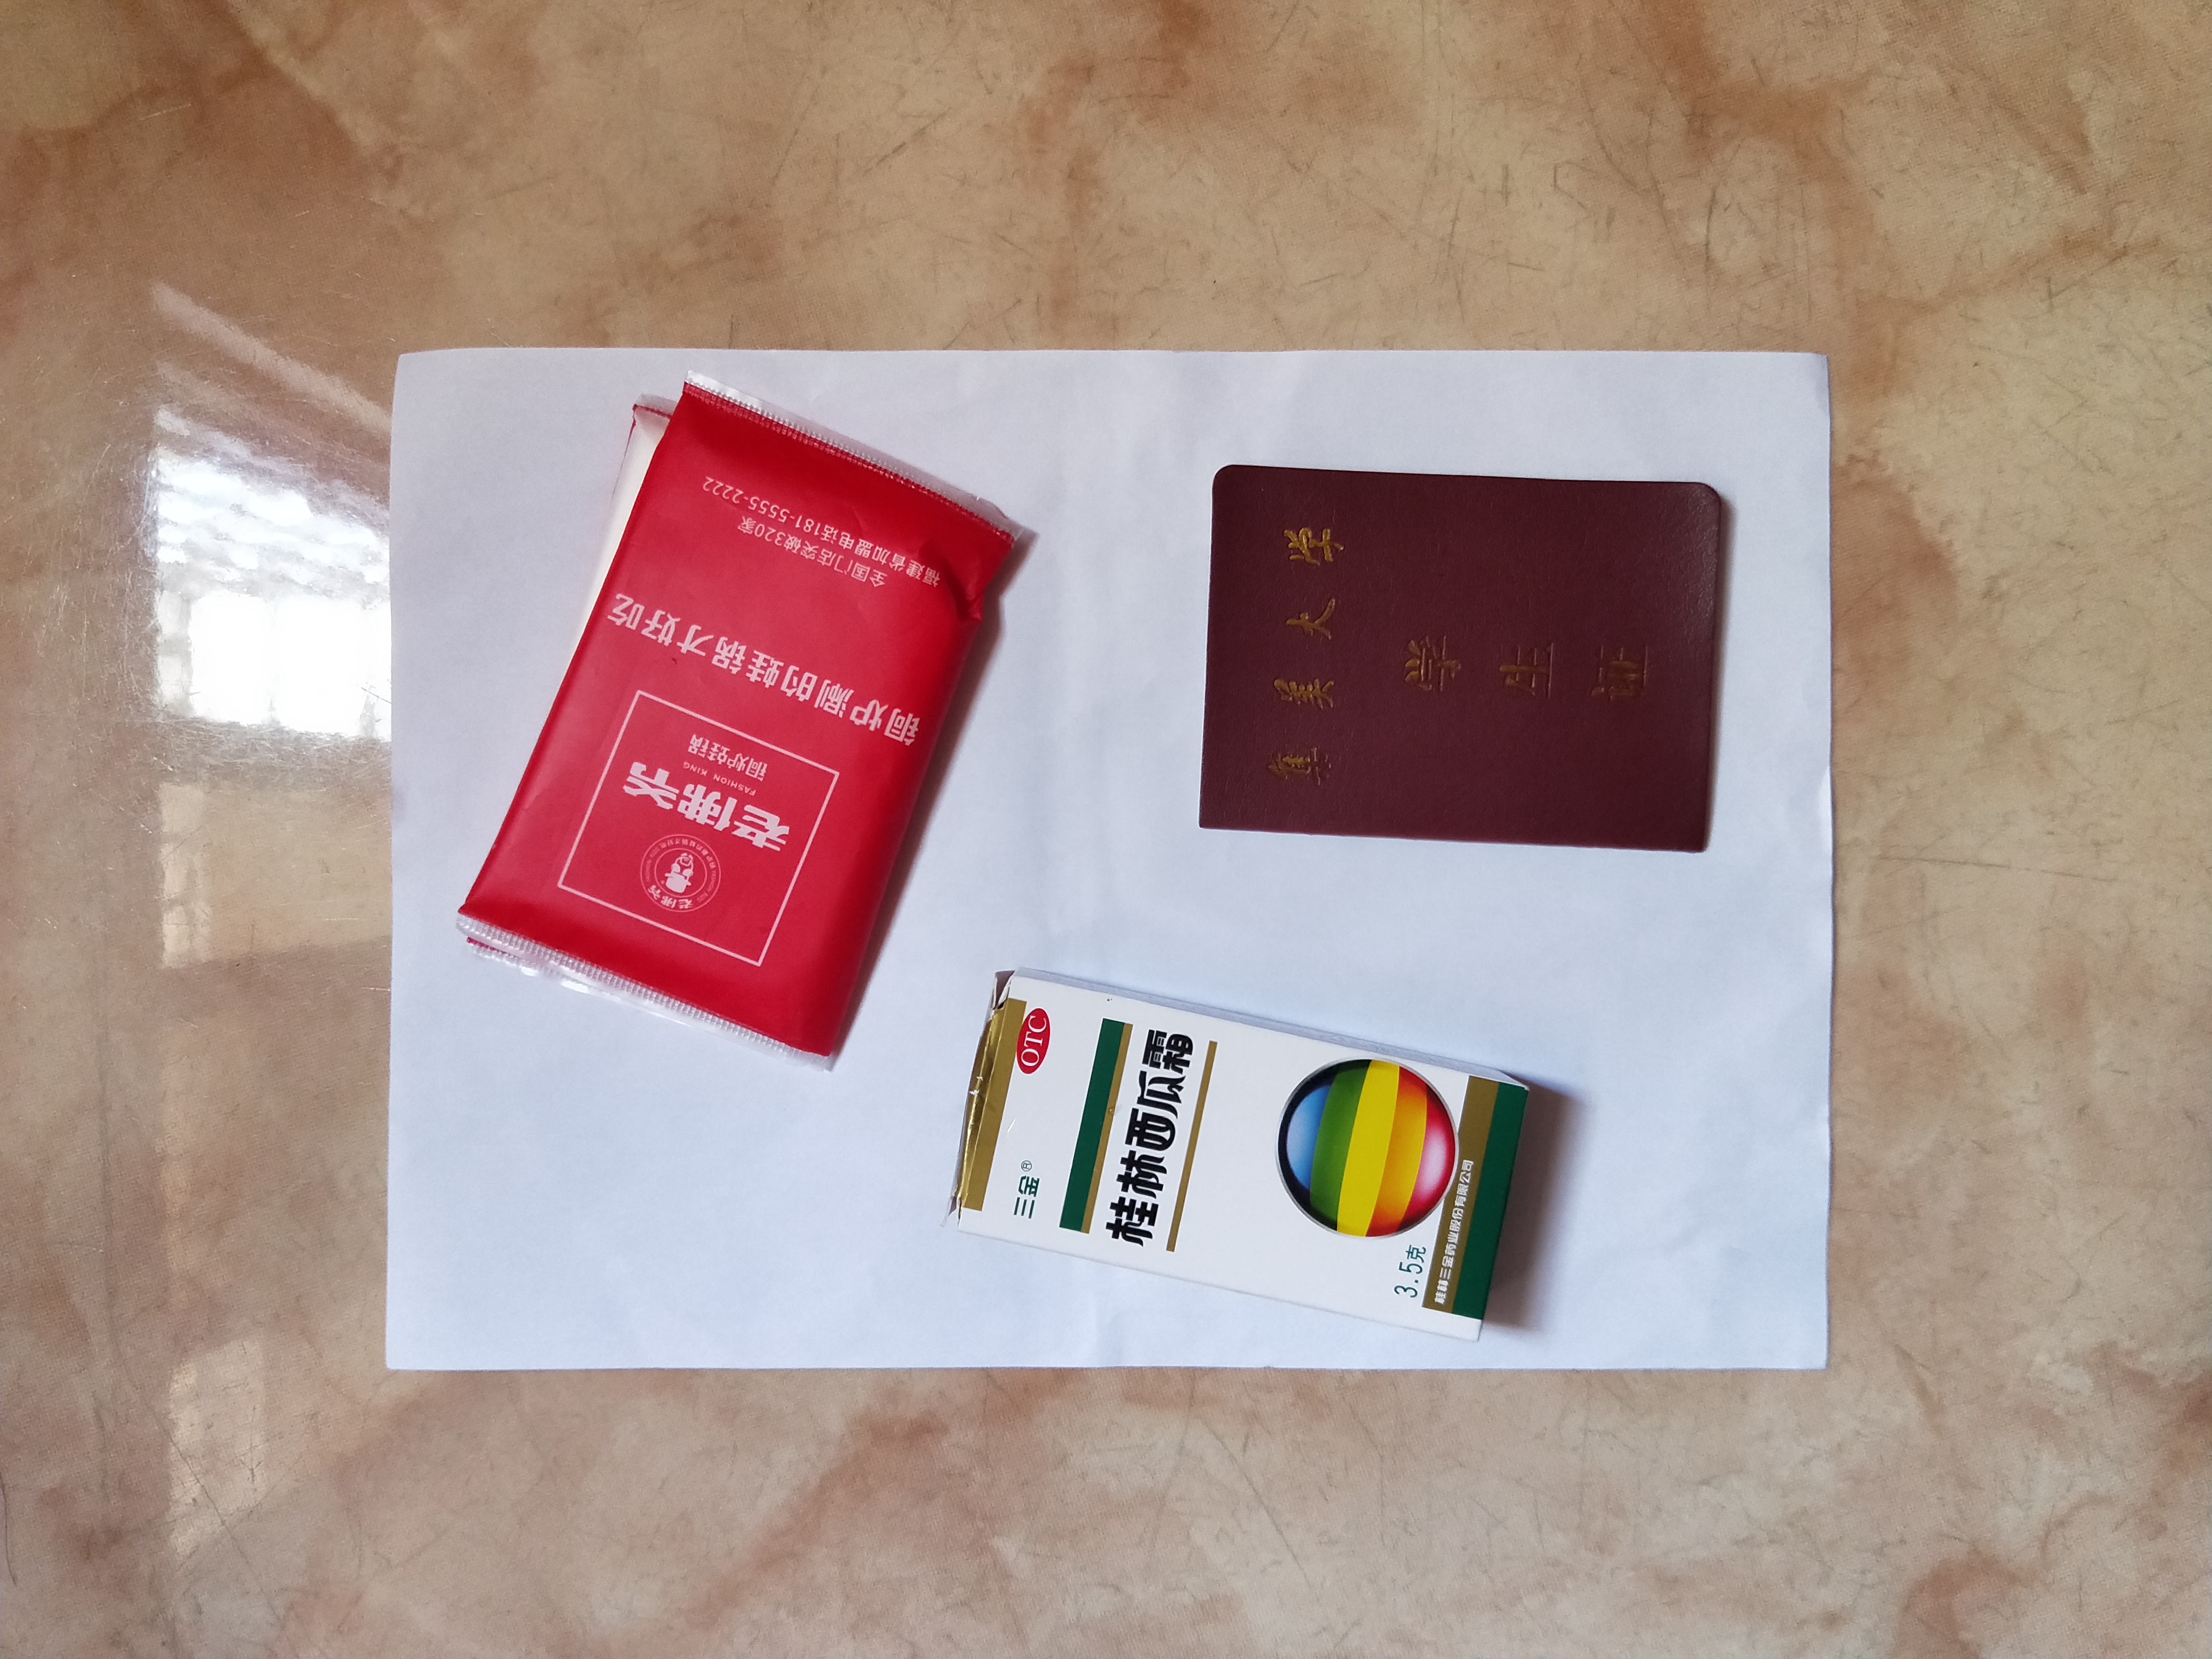 老佛爷
FASHION KING
铜炉蛙锅
铜炉涮的蛙锅才好吃
全国门店突破320家
福建省加盟电话181-5555-2222
集美大学
学生证
OTC
三金®
桂林西瓜霜
3.5克
桂林三金药业股份有限公司